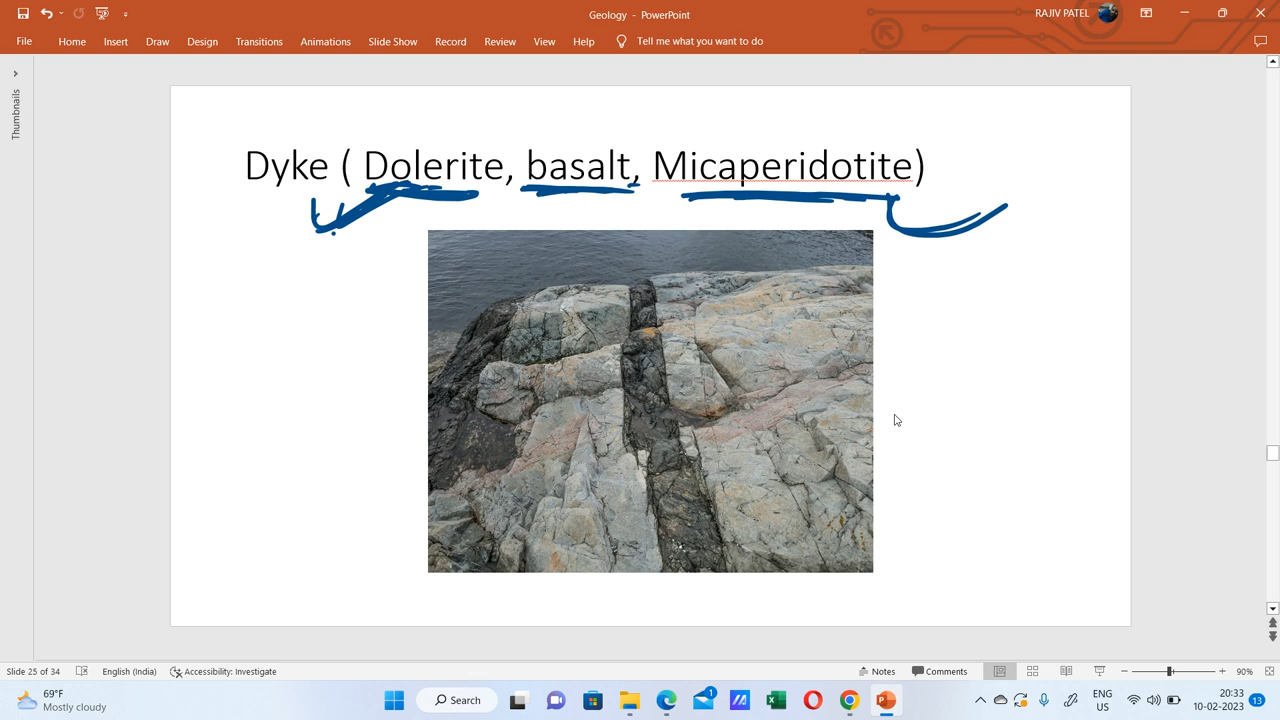 Geology - PowerPoint
RAJIV PATEL
File Home Insert Draw Design Transitions Animations Slide Show Record Review View Help Tell me what you want to do
Thumbnails
Dyke ( Dolerite, basalt, Micaperidotite)
Slide 25 of 34 English (India) Accessibility: Investigate Notes Comments 90%
69°F
Mostly cloudy
Search
1
ENG
US
20:33
10-02-2023
13